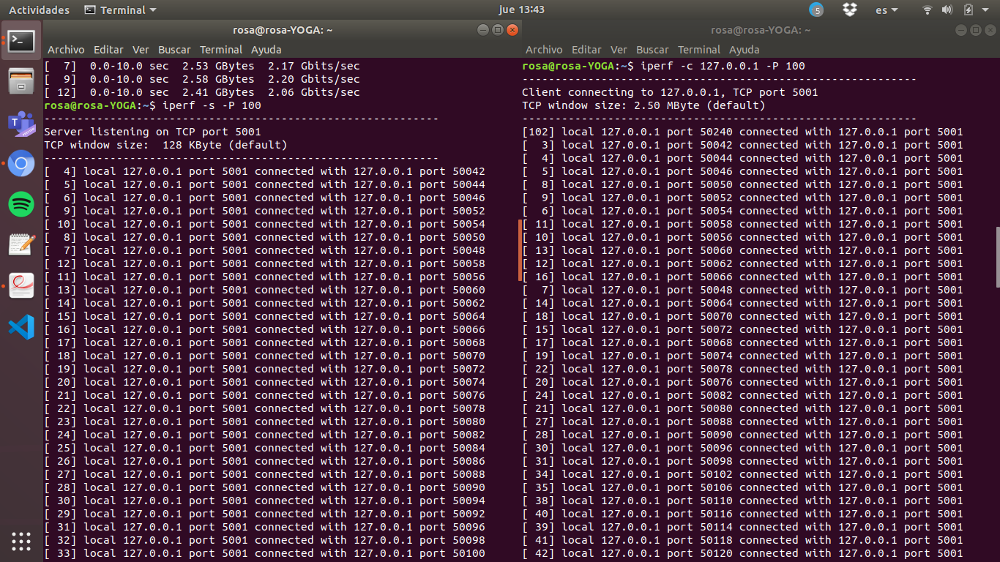 Actividades Terminal jue 13:43 5 es
rosa@rosa-YOGA: ~
Archivo Editar Ver Buscar Terminal Ayuda
[  7]  0.0-10.0 sec  2.53 GBytes  2.17 Gbits/sec
[  9]  0.0-10.0 sec  2.58 GBytes  2.20 Gbits/sec
[ 12]  0.0-10.0 sec  2.41 GBytes  2.06 Gbits/sec
rosa@rosa-YOGA:~$ iperf -s -P 100
------------------------------------------------------------
Server listening on TCP port 5001
TCP window size:  128 KByte (default)
------------------------------------------------------------
[  4] local 127.0.0.1 port 5001 connected with 127.0.0.1 port 50042
[  5] local 127.0.0.1 port 5001 connected with 127.0.0.1 port 50044
[  6] local 127.0.0.1 port 5001 connected with 127.0.0.1 port 50046
[  9] local 127.0.0.1 port 5001 connected with 127.0.0.1 port 50052
[ 10] local 127.0.0.1 port 5001 connected with 127.0.0.1 port 50054
[  8] local 127.0.0.1 port 5001 connected with 127.0.0.1 port 50050
[  7] local 127.0.0.1 port 5001 connected with 127.0.0.1 port 50048
[ 12] local 127.0.0.1 port 5001 connected with 127.0.0.1 port 50058
[ 11] local 127.0.0.1 port 5001 connected with 127.0.0.1 port 50056
[ 13] local 127.0.0.1 port 5001 connected with 127.0.0.1 port 50060
[ 14] local 127.0.0.1 port 5001 connected with 127.0.0.1 port 50062
[ 15] local 127.0.0.1 port 5001 connected with 127.0.0.1 port 50064
[ 16] local 127.0.0.1 port 5001 connected with 127.0.0.1 port 50066
[ 17] local 127.0.0.1 port 5001 connected with 127.0.0.1 port 50068
[ 18] local 127.0.0.1 port 5001 connected with 127.0.0.1 port 50070
[ 19] local 127.0.0.1 port 5001 connected with 127.0.0.1 port 50072
[ 20] local 127.0.0.1 port 5001 connected with 127.0.0.1 port 50074
[ 21] local 127.0.0.1 port 5001 connected with 127.0.0.1 port 50076
[ 22] local 127.0.0.1 port 5001 connected with 127.0.0.1 port 50078
[ 23] local 127.0.0.1 port 5001 connected with 127.0.0.1 port 50080
[ 24] local 127.0.0.1 port 5001 connected with 127.0.0.1 port 50082
[ 25] local 127.0.0.1 port 5001 connected with 127.0.0.1 port 50084
[ 26] local 127.0.0.1 port 5001 connected with 127.0.0.1 port 50086
[ 27] local 127.0.0.1 port 5001 connected with 127.0.0.1 port 50088
[ 28] local 127.0.0.1 port 5001 connected with 127.0.0.1 port 50090
[ 30] local 127.0.0.1 port 5001 connected with 127.0.0.1 port 50094
[ 29] local 127.0.0.1 port 5001 connected with 127.0.0.1 port 50092
[ 31] local 127.0.0.1 port 5001 connected with 127.0.0.1 port 50096
[ 32] local 127.0.0.1 port 5001 connected with 127.0.0.1 port 50098
[ 33] local 127.0.0.1 port 5001 connected with 127.0.0.1 port 50100
rosa@rosa-YOGA: ~
Archivo Editar Ver Buscar Terminal Ayuda
rosa@rosa-YOGA:~$ iperf -c 127.0.0.1 -P 100
------------------------------------------------------------
Client connecting to 127.0.0.1, TCP port 5001
TCP window size: 2.50 MByte (default)
------------------------------------------------------------
[102] local 127.0.0.1 port 50240 connected with 127.0.0.1 port 5001
[  3] local 127.0.0.1 port 50042 connected with 127.0.0.1 port 5001
[  4] local 127.0.0.1 port 50044 connected with 127.0.0.1 port 5001
[  5] local 127.0.0.1 port 50046 connected with 127.0.0.1 port 5001
[  8] local 127.0.0.1 port 50050 connected with 127.0.0.1 port 5001
[  9] local 127.0.0.1 port 50052 connected with 127.0.0.1 port 5001
[  6] local 127.0.0.1 port 50054 connected with 127.0.0.1 port 5001
[ 11] local 127.0.0.1 port 50058 connected with 127.0.0.1 port 5001
[ 10] local 127.0.0.1 port 50056 connected with 127.0.0.1 port 5001
[ 13] local 127.0.0.1 port 50060 connected with 127.0.0.1 port 5001
[ 12] local 127.0.0.1 port 50062 connected with 127.0.0.1 port 5001
[ 16] local 127.0.0.1 port 50066 connected with 127.0.0.1 port 5001
[  7] local 127.0.0.1 port 50048 connected with 127.0.0.1 port 5001
[ 14] local 127.0.0.1 port 50064 connected with 127.0.0.1 port 5001
[ 18] local 127.0.0.1 port 50070 connected with 127.0.0.1 port 5001
[ 15] local 127.0.0.1 port 50072 connected with 127.0.0.1 port 5001
[ 17] local 127.0.0.1 port 50068 connected with 127.0.0.1 port 5001
[ 19] local 127.0.0.1 port 50074 connected with 127.0.0.1 port 5001
[ 22] local 127.0.0.1 port 50078 connected with 127.0.0.1 port 5001
[ 20] local 127.0.0.1 port 50076 connected with 127.0.0.1 port 5001
[ 24] local 127.0.0.1 port 50082 connected with 127.0.0.1 port 5001
[ 21] local 127.0.0.1 port 50080 connected with 127.0.0.1 port 5001
[ 27] local 127.0.0.1 port 50088 connected with 127.0.0.1 port 5001
[ 28] local 127.0.0.1 port 50090 connected with 127.0.0.1 port 5001
[ 30] local 127.0.0.1 port 50096 connected with 127.0.0.1 port 5001
[ 31] local 127.0.0.1 port 50098 connected with 127.0.0.1 port 5001
[ 34] local 127.0.0.1 port 50102 connected with 127.0.0.1 port 5001
[ 35] local 127.0.0.1 port 50106 connected with 127.0.0.1 port 5001
[ 38] local 127.0.0.1 port 50110 connected with 127.0.0.1 port 5001
[ 40] local 127.0.0.1 port 50116 connected with 127.0.0.1 port 5001
[ 39] local 127.0.0.1 port 50114 connected with 127.0.0.1 port 5001
[ 41] local 127.0.0.1 port 50118 connected with 127.0.0.1 port 5001
[ 42] local 127.0.0.1 port 50120 connected with 127.0.0.1 port 5001